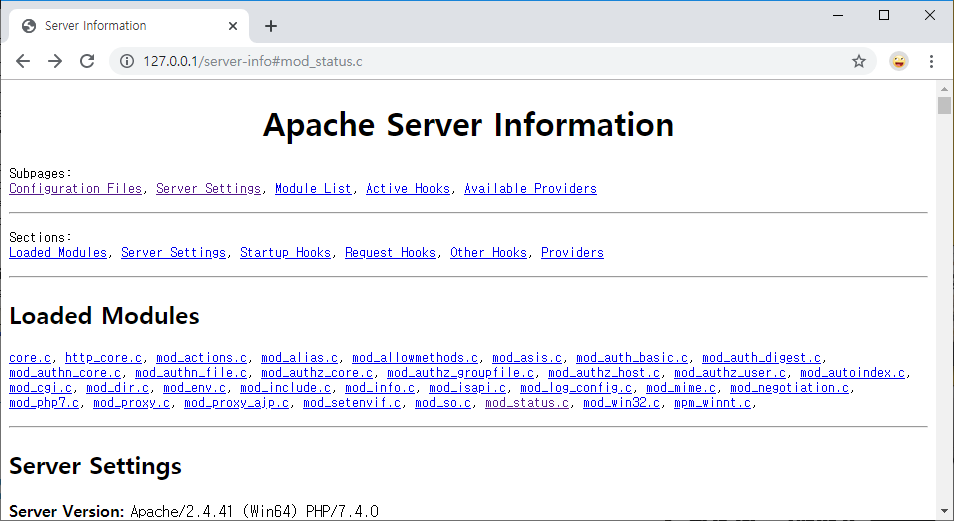 Server Information
127.0.0.1/server-info#mod_status.c
Apache Server Information
Subpages:
Configuration Files, Server Settings, Module List, Active Hooks, Available Providers
Sections:
Loaded Modules, Server Settings, Startup Hooks, Request Hooks, Other Hooks, Providers
Loaded Modules
core.c, http_core.c, mod_actions.c, mod_alias.c, mod_allowmethods.c, mod_asis.c, mod_auth_basic.c, mod_auth_digest.c,
mod_authn_core.c, mod_authn_file.c, mod_authz_core.c, mod_authz_groupfile.c, mod_authz_host.c, mod_authz_user.c, mod_autoindex.c,
mod_cgi.c, mod_dir.c, mod_env.c, mod_include.c, mod_info.c, mod_isapi.c, mod_log_config.c, mod_mime.c, mod_negotiation.c,
mod_php7.c, mod_proxy.c, mod_proxy_ajp.c, mod_setenvif.c, mod_so.c, mod_status.c, mod_win32.c, mpm_winnt.c,
Server Settings
Server Version: Apache/2.4.41 (Win64) PHP/7.4.0